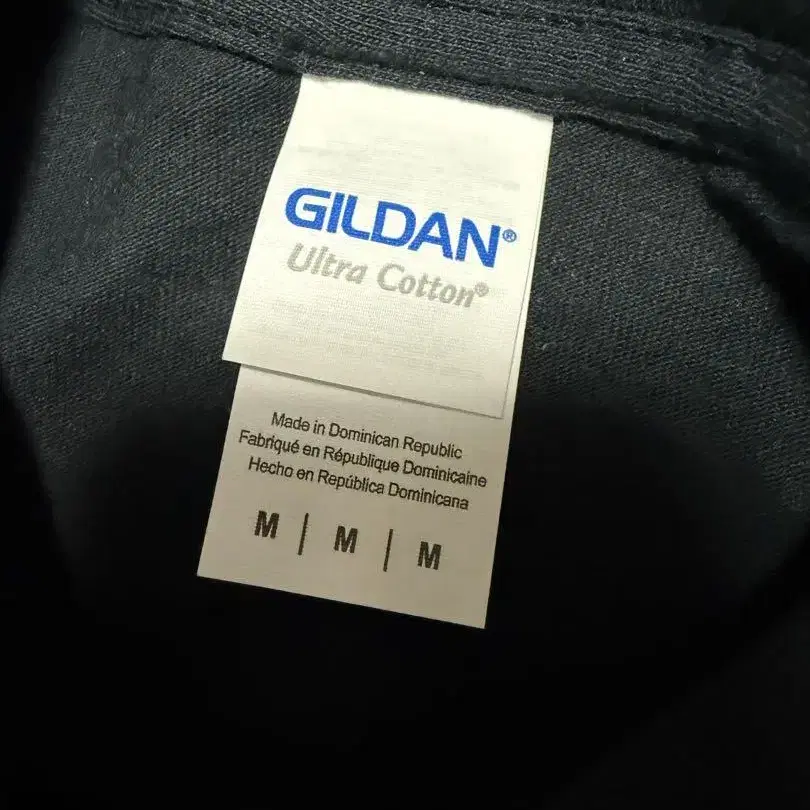 GILDAN®
Ultra Cotton®
Made in Dominican Republic
Fabriqué en République Dominicaine
Hecho en República Dominicana
M | M | M